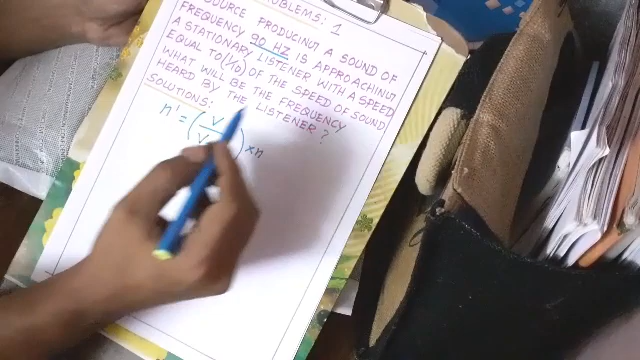 PROBLEMS: 1
SOURCE PRODUCING A SOUND OF
FREQUENCY 90 HZ IS APPROACHING
A STATIONARY LISTENER WITH A SPEED
EQUAL TO (1/10) OF THE SPEED OF SOUND
WHAT WILL BE THE FREQUENCY
HEARD BY THE LISTENER?
SOLUTIONS:
n' = (V / V ) × n